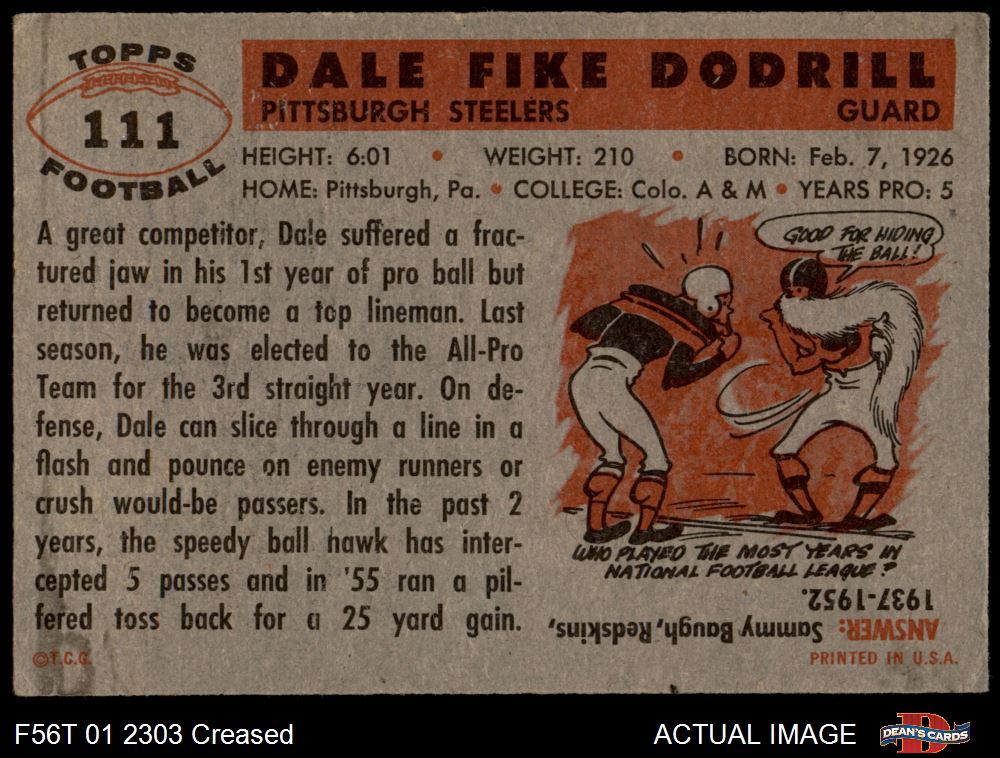 TOPPS
111
FOOTBALL
DALE FIKE DODRILL
PITTSBURGH STEELERS GUARD
HEIGHT: 6:01 • WEIGHT: 210 • BORN: Feb. 7, 1926
HOME: Pittsburgh, Pa. • COLLEGE: Colo. A & M • YEARS PRO: 5
A great competitor, Dale suffered a frac-
tured jaw in his 1st year of pro ball but
returned to become a top lineman. Last
season, he was elected to the All-Pro
Team for the 3rd straight year. On de-
fense, Dale can slice through a line in a
flash and pounce on enemy runners or
crush would-be passers. In the past 2
years, the speedy ball hawk has inter-
cepted 5 passes and in '55 ran a pil-
fered toss back for a 25 yard gain.
GOOD FOR HIDING
THE BALL!
WHO PLAYED THE MOST YEARS IN
NATIONAL FOOTBALL LEAGUE?
ANSWER: Sammy Baugh, Redskins,
1937-1952.
©T.C.G.
PRINTED IN U.S.A.
F56T 01 2303 Creased
ACTUAL IMAGE
D
DEAN'S CARDS